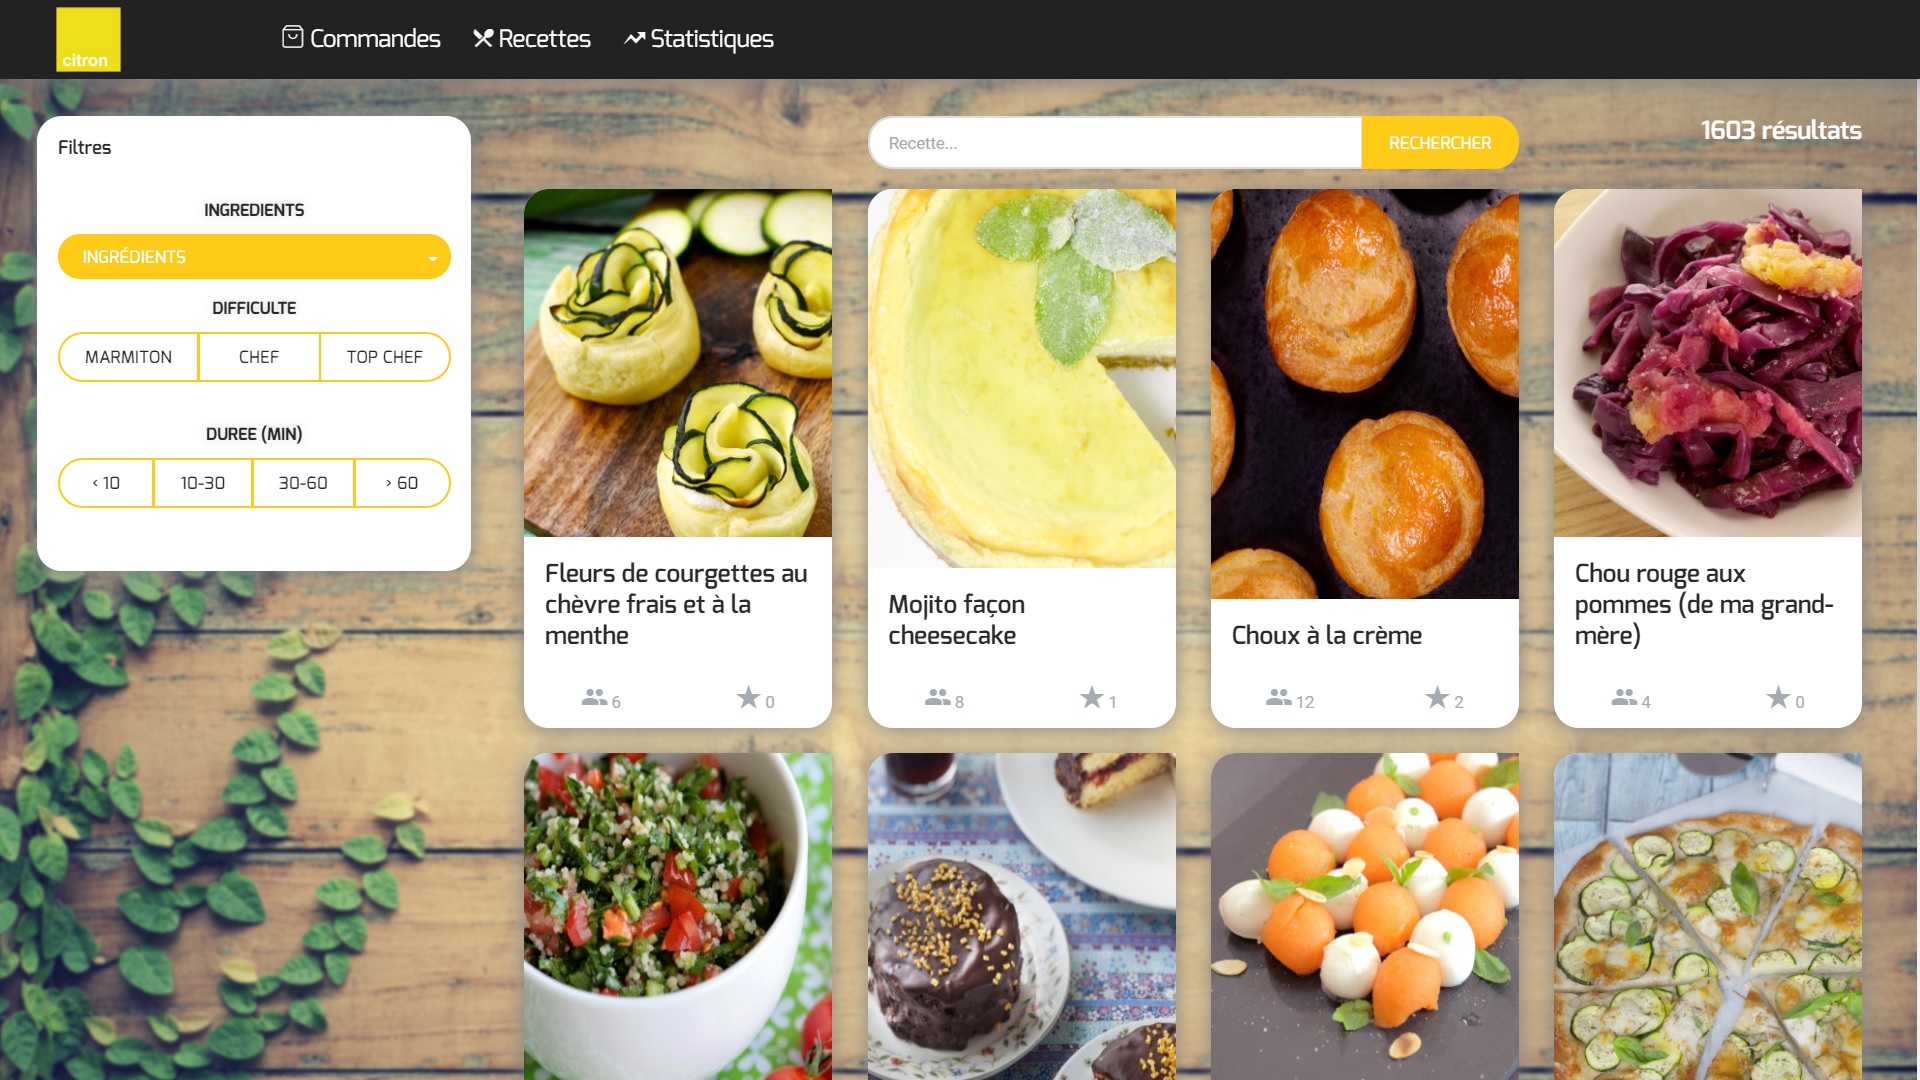 citron
Commandes
Recettes
Statistiques
Filtres
INGREDIENTS
INGRÉDIENTS
DIFFICULTE
MARMITON
CHEF
TOP CHEF
DUREE (MIN)
< 10
10-30
30-60
> 60
Recette...
RECHERCHER
1603 résultats
Fleurs de courgettes au
chèvre frais et à la
menthe
6
0
Mojito façon
cheesecake
8
1
Choux à la crème
12
2
Chou rouge aux
pommes (de ma grand-
mère)
4
0